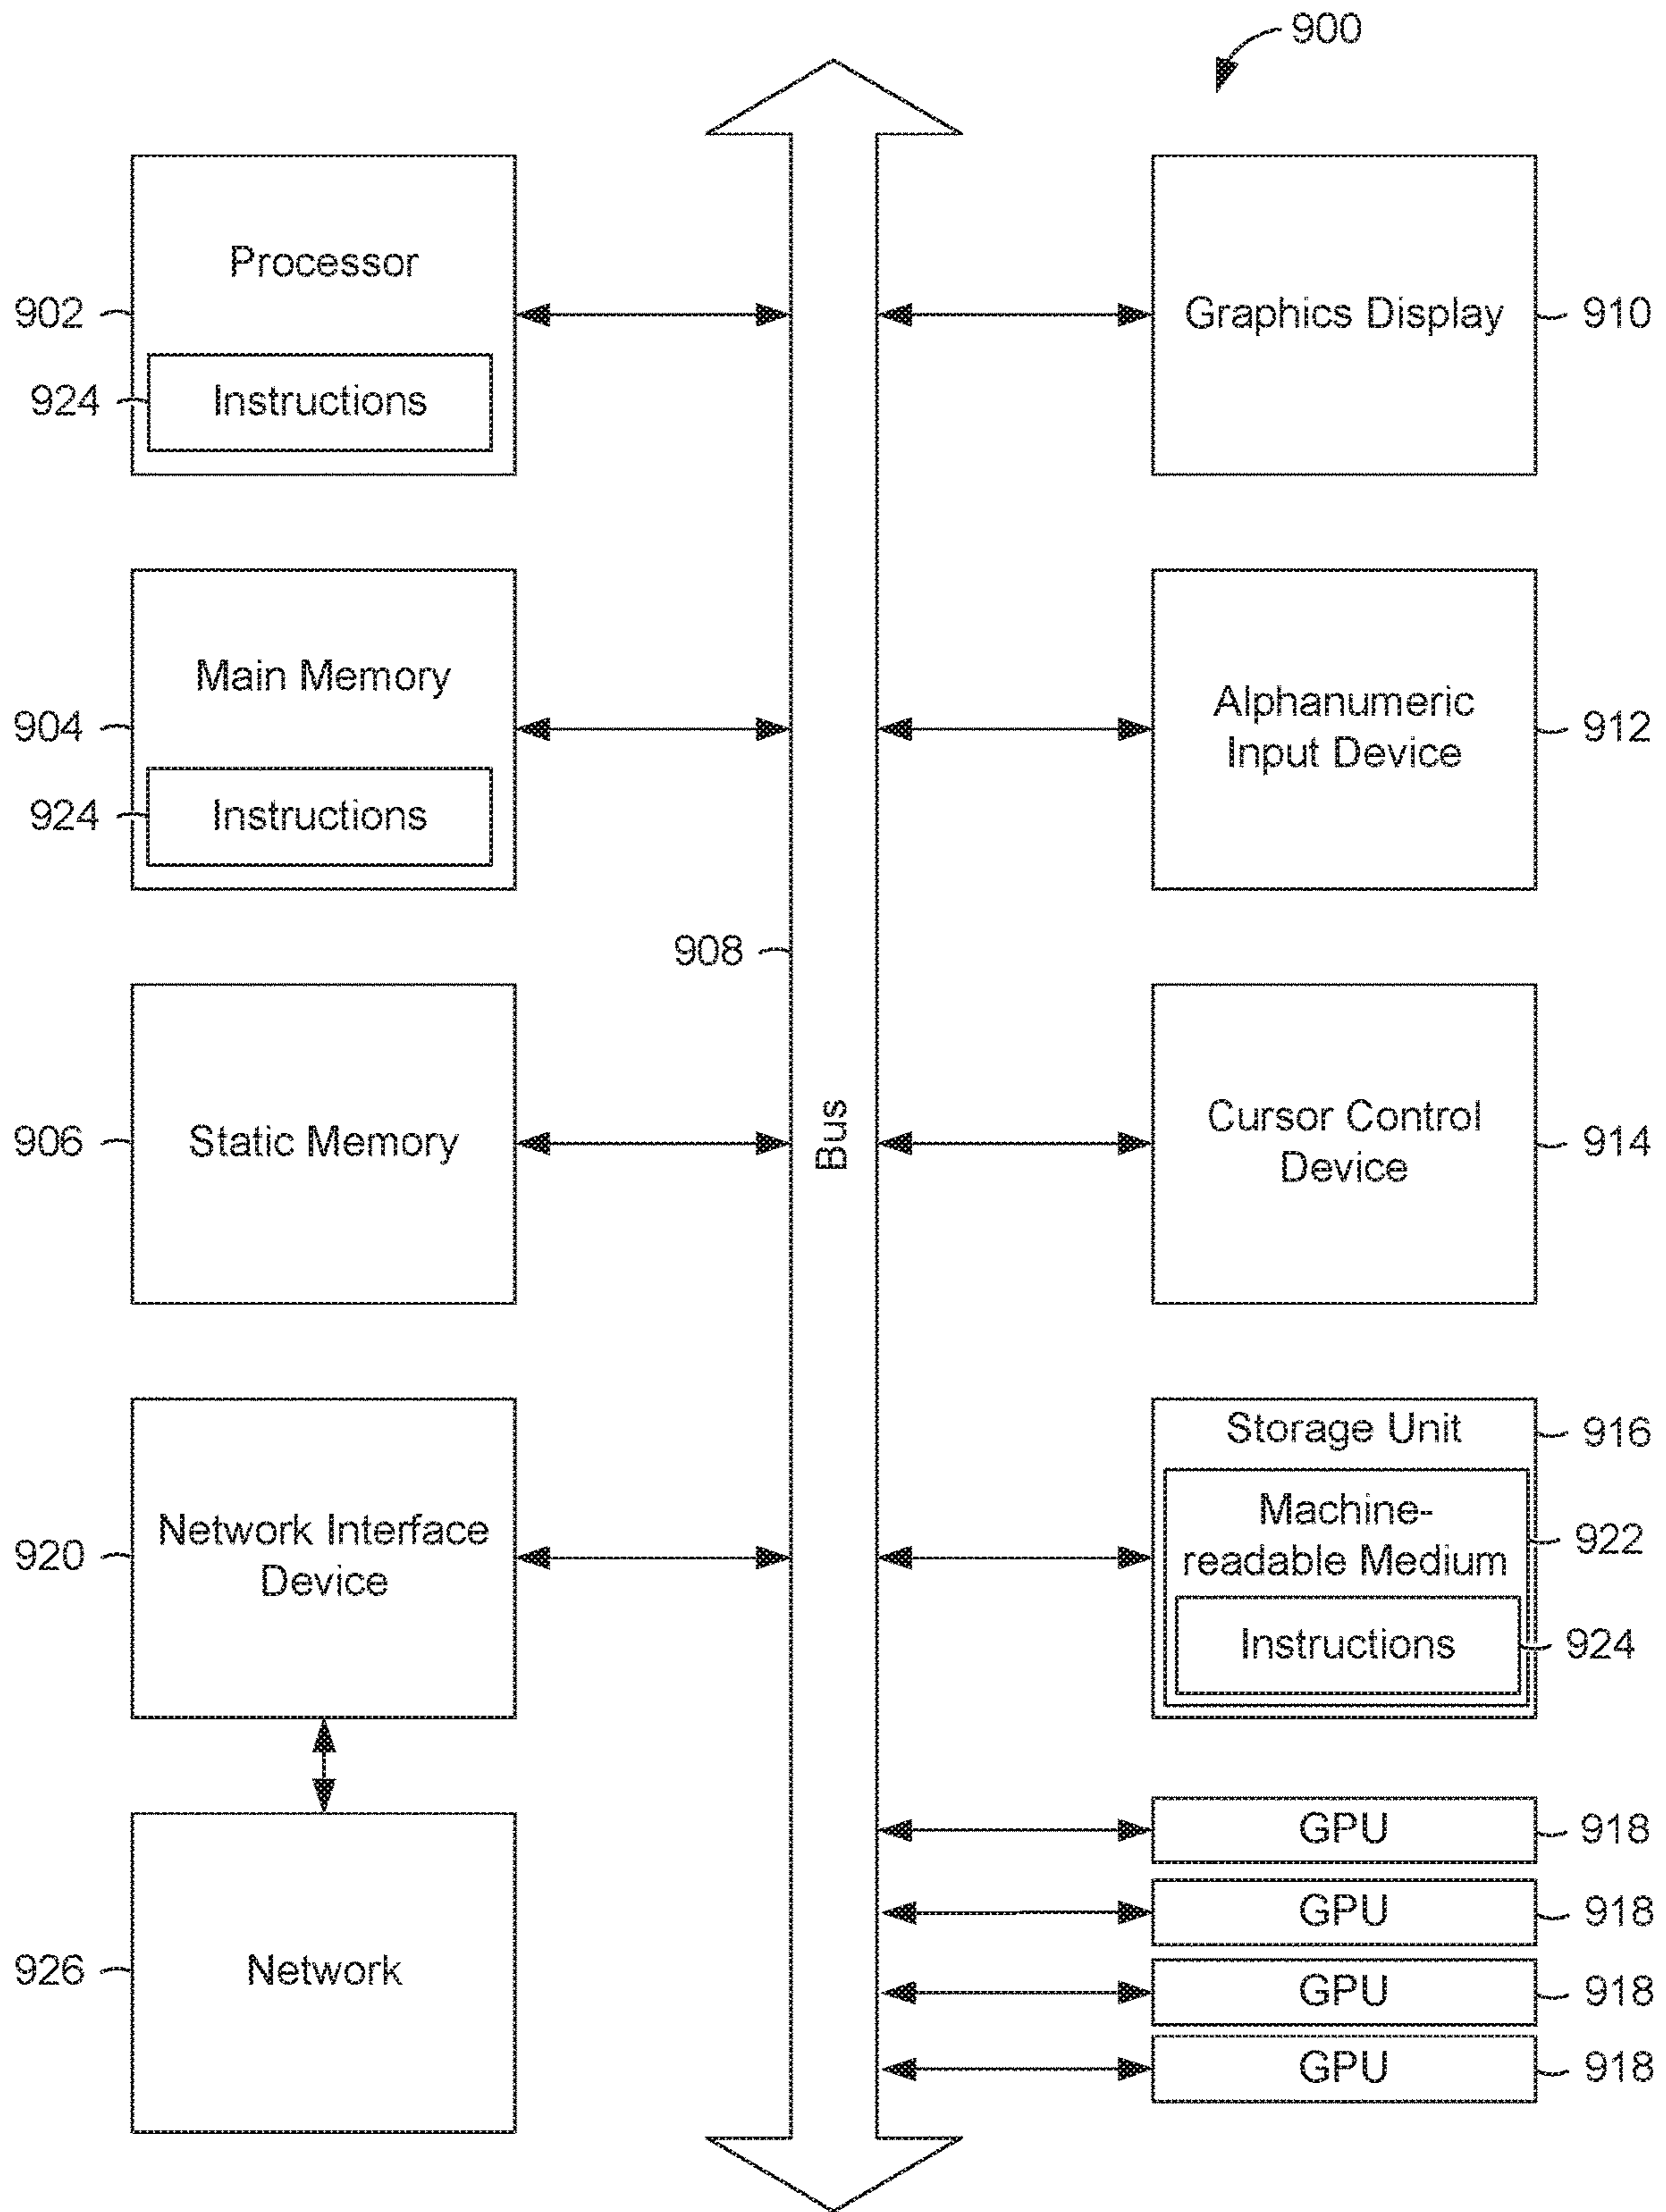 900
Processor
902
924
Instructions
Graphics Display
910
Main Memory
904
924
Instructions
Alphanumeric
Input Device
912
908
Bus
906
Static Memory
Cursor Control
Device
914
920
Network Interface
Device
Storage Unit
916
Machine-
readable Medium
922
Instructions
924
926
Network
GPU
918
GPU
918
GPU
918
GPU
918